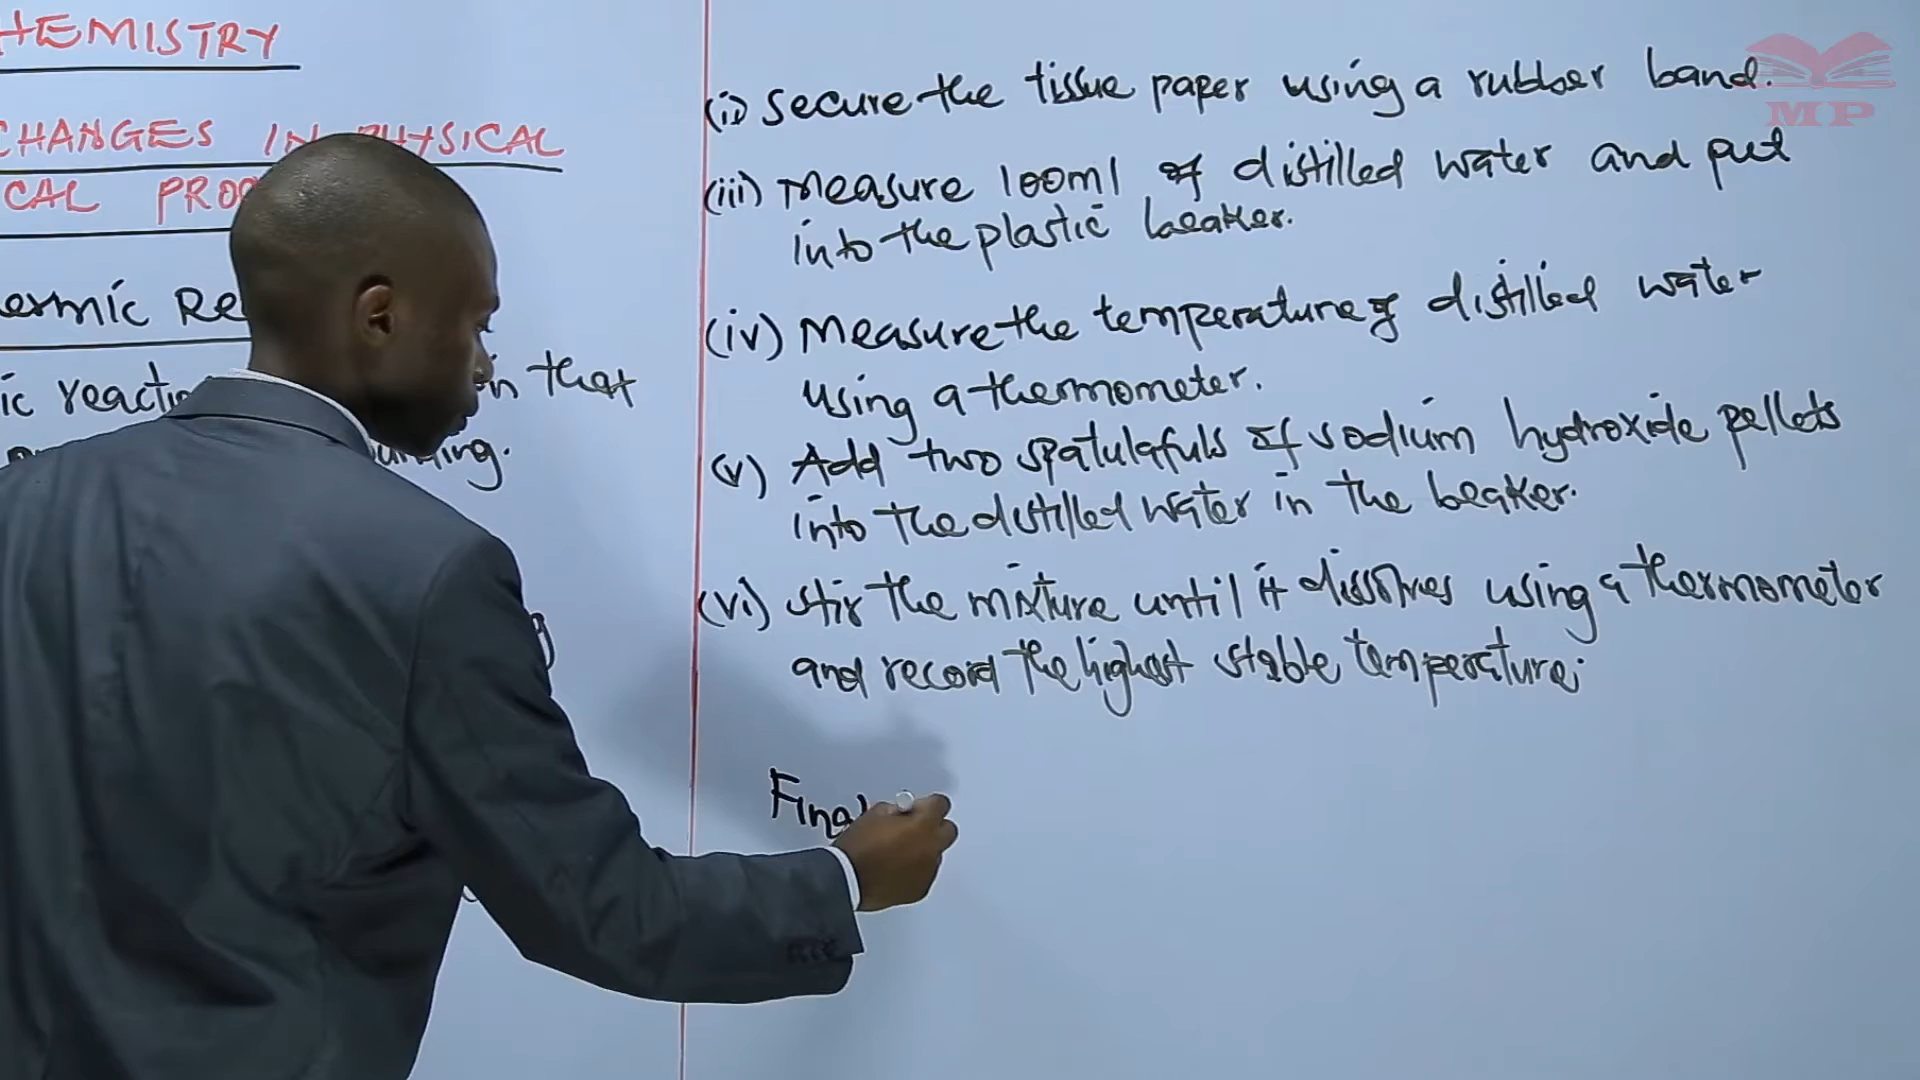 HEMISTRY
CHANGES IN PHYSICAL
CAL PRO
ermic Re
ic reacti n that
unding.
(i) Secure the tissue paper using a rubber band.
(iii) Measure 100ml of distilled water and put
into the plastic beaker.
(iv) Measure the temperature of distilled water
using a thermometer.
(v) Add two spatulafuls of sodium hydroxide pellets
into the distilled water in the beaker.
(vi) Stir the mixture until it dissolves using a thermometer
and record the highest stable temperature.
Final
MP